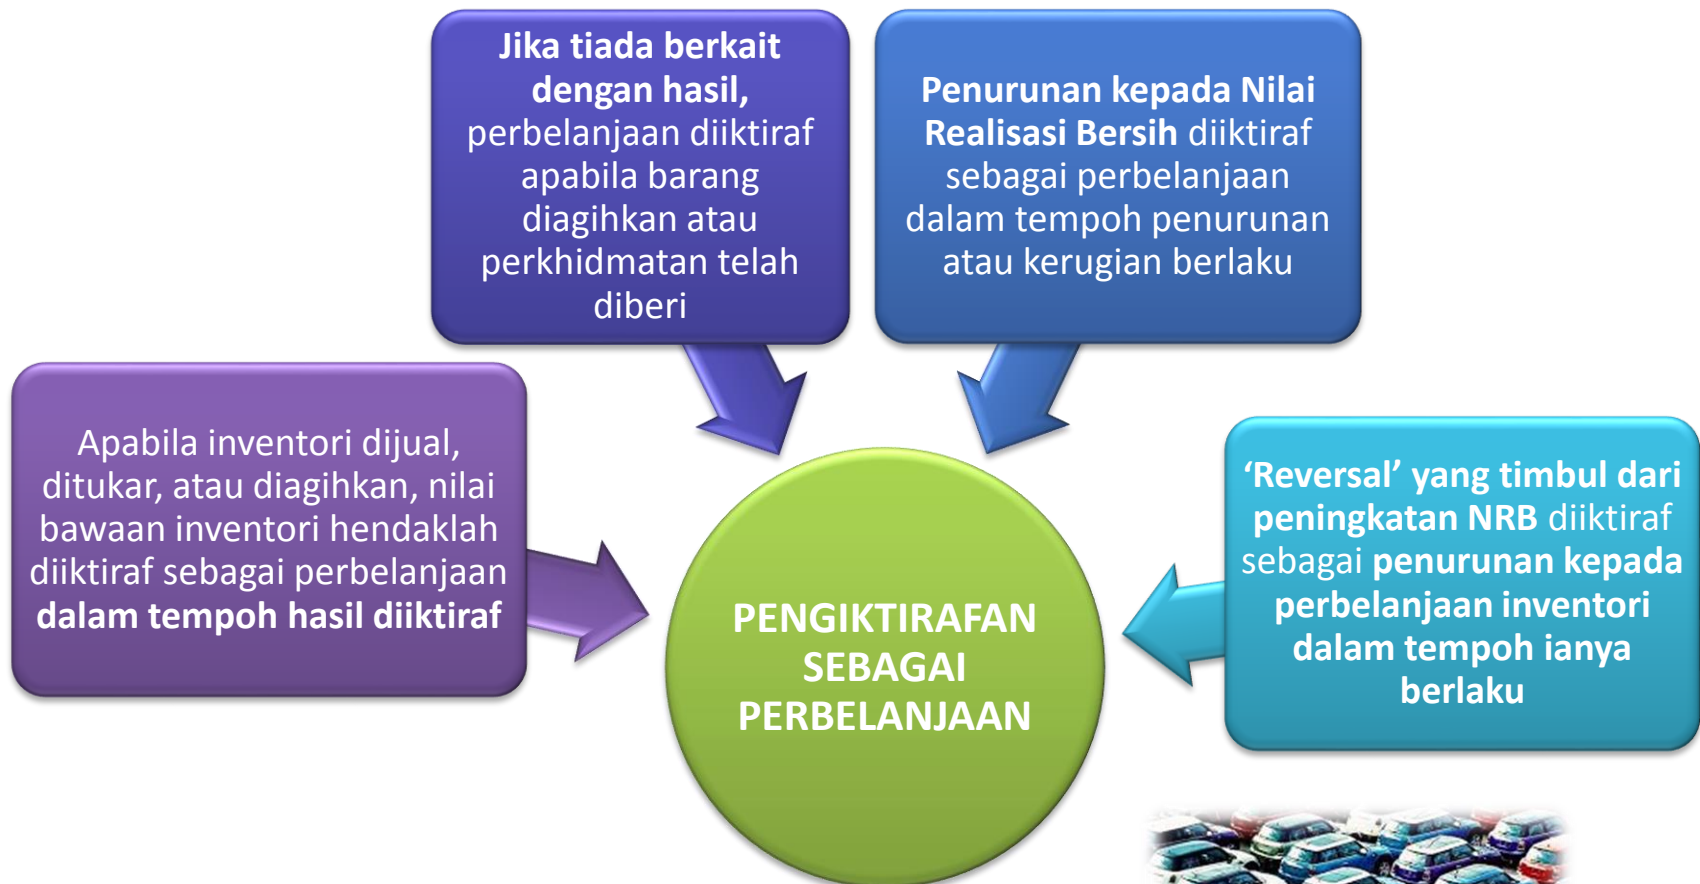 Jika tiada berkait
dengan hasil,
perbelanjaan diiktiraf
apabila barang
diagihkan atau
perkhidmatan telah
diberi
Penurunan kepada Nilai
Realisasi Bersih diiktiraf
sebagai perbelanjaan
dalam tempoh penurunan
atau kerugian berlaku
Apabila inventori dijual,
ditukar, atau diagihkan, nilai
bawaan inventori hendaklah
diiktiraf sebagai perbelanjaan
dalam tempoh hasil diiktiraf
‘Reversal’ yang timbul dari
peningkatan NRB diiktiraf
sebagai penurunan kepada
perbelanjaan inventori
dalam tempoh ianya
berlaku
PENGIKTIRAFAN
SEBAGAI
PERBELANJAAN